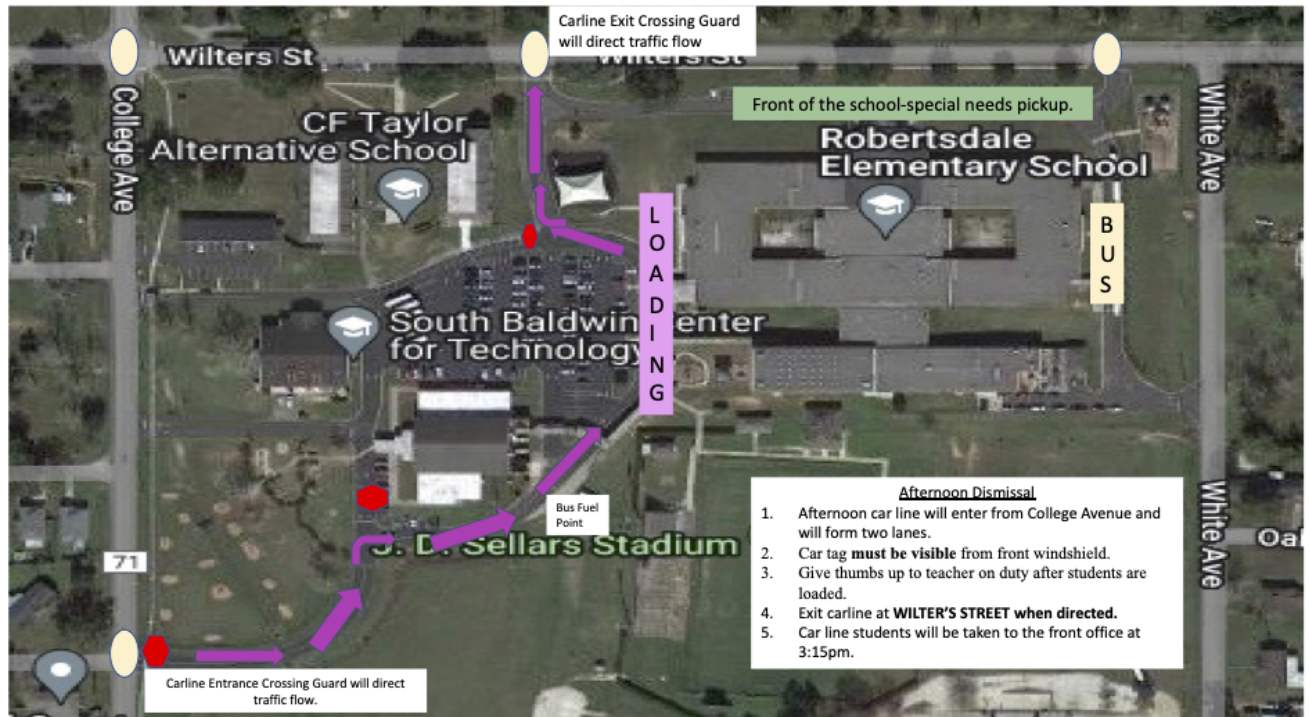 Carline Exit Crossing Guard
will direct traffic flow
Wilters St
Wilters St
College Ave
Front of the school-special needs pickup.
CF Taylor
Alternative School
Robertsdale
Elementary School
White Ave
LOADING
BUS
South Baldwin Center
for Technology
Bus Fuel
Point
J. D. Sellars Stadium
71
White Ave
Oa
Afternoon Dismissal
1. Afternoon car line will enter from College Avenue and
will form two lanes.
2. Car tag must be visible from front windshield.
3. Give thumbs up to teacher on duty after students are
loaded.
4. Exit carline at WILTER'S STREET when directed.
5. Car line students will be taken to the front office at
3:15pm.
Carline Entrance Crossing Guard will direct
traffic flow.